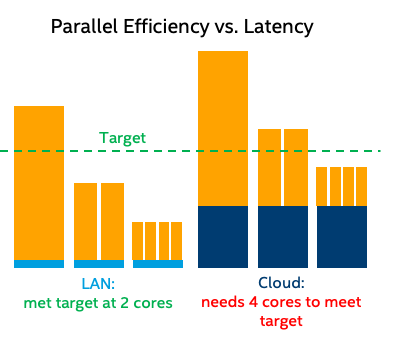 Parallel Efficiency vs. Latency
Target
LAN:
met target at 2 cores
Cloud:
needs 4 cores to meet
target